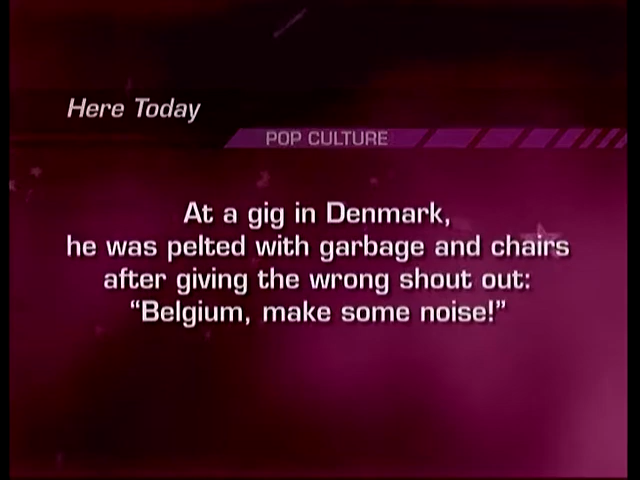 Here Today
POP CULTURE
At a gig in Denmark,
he was pelted with garbage and chairs
after giving the wrong shout out:
“Belgium, make some noise!”